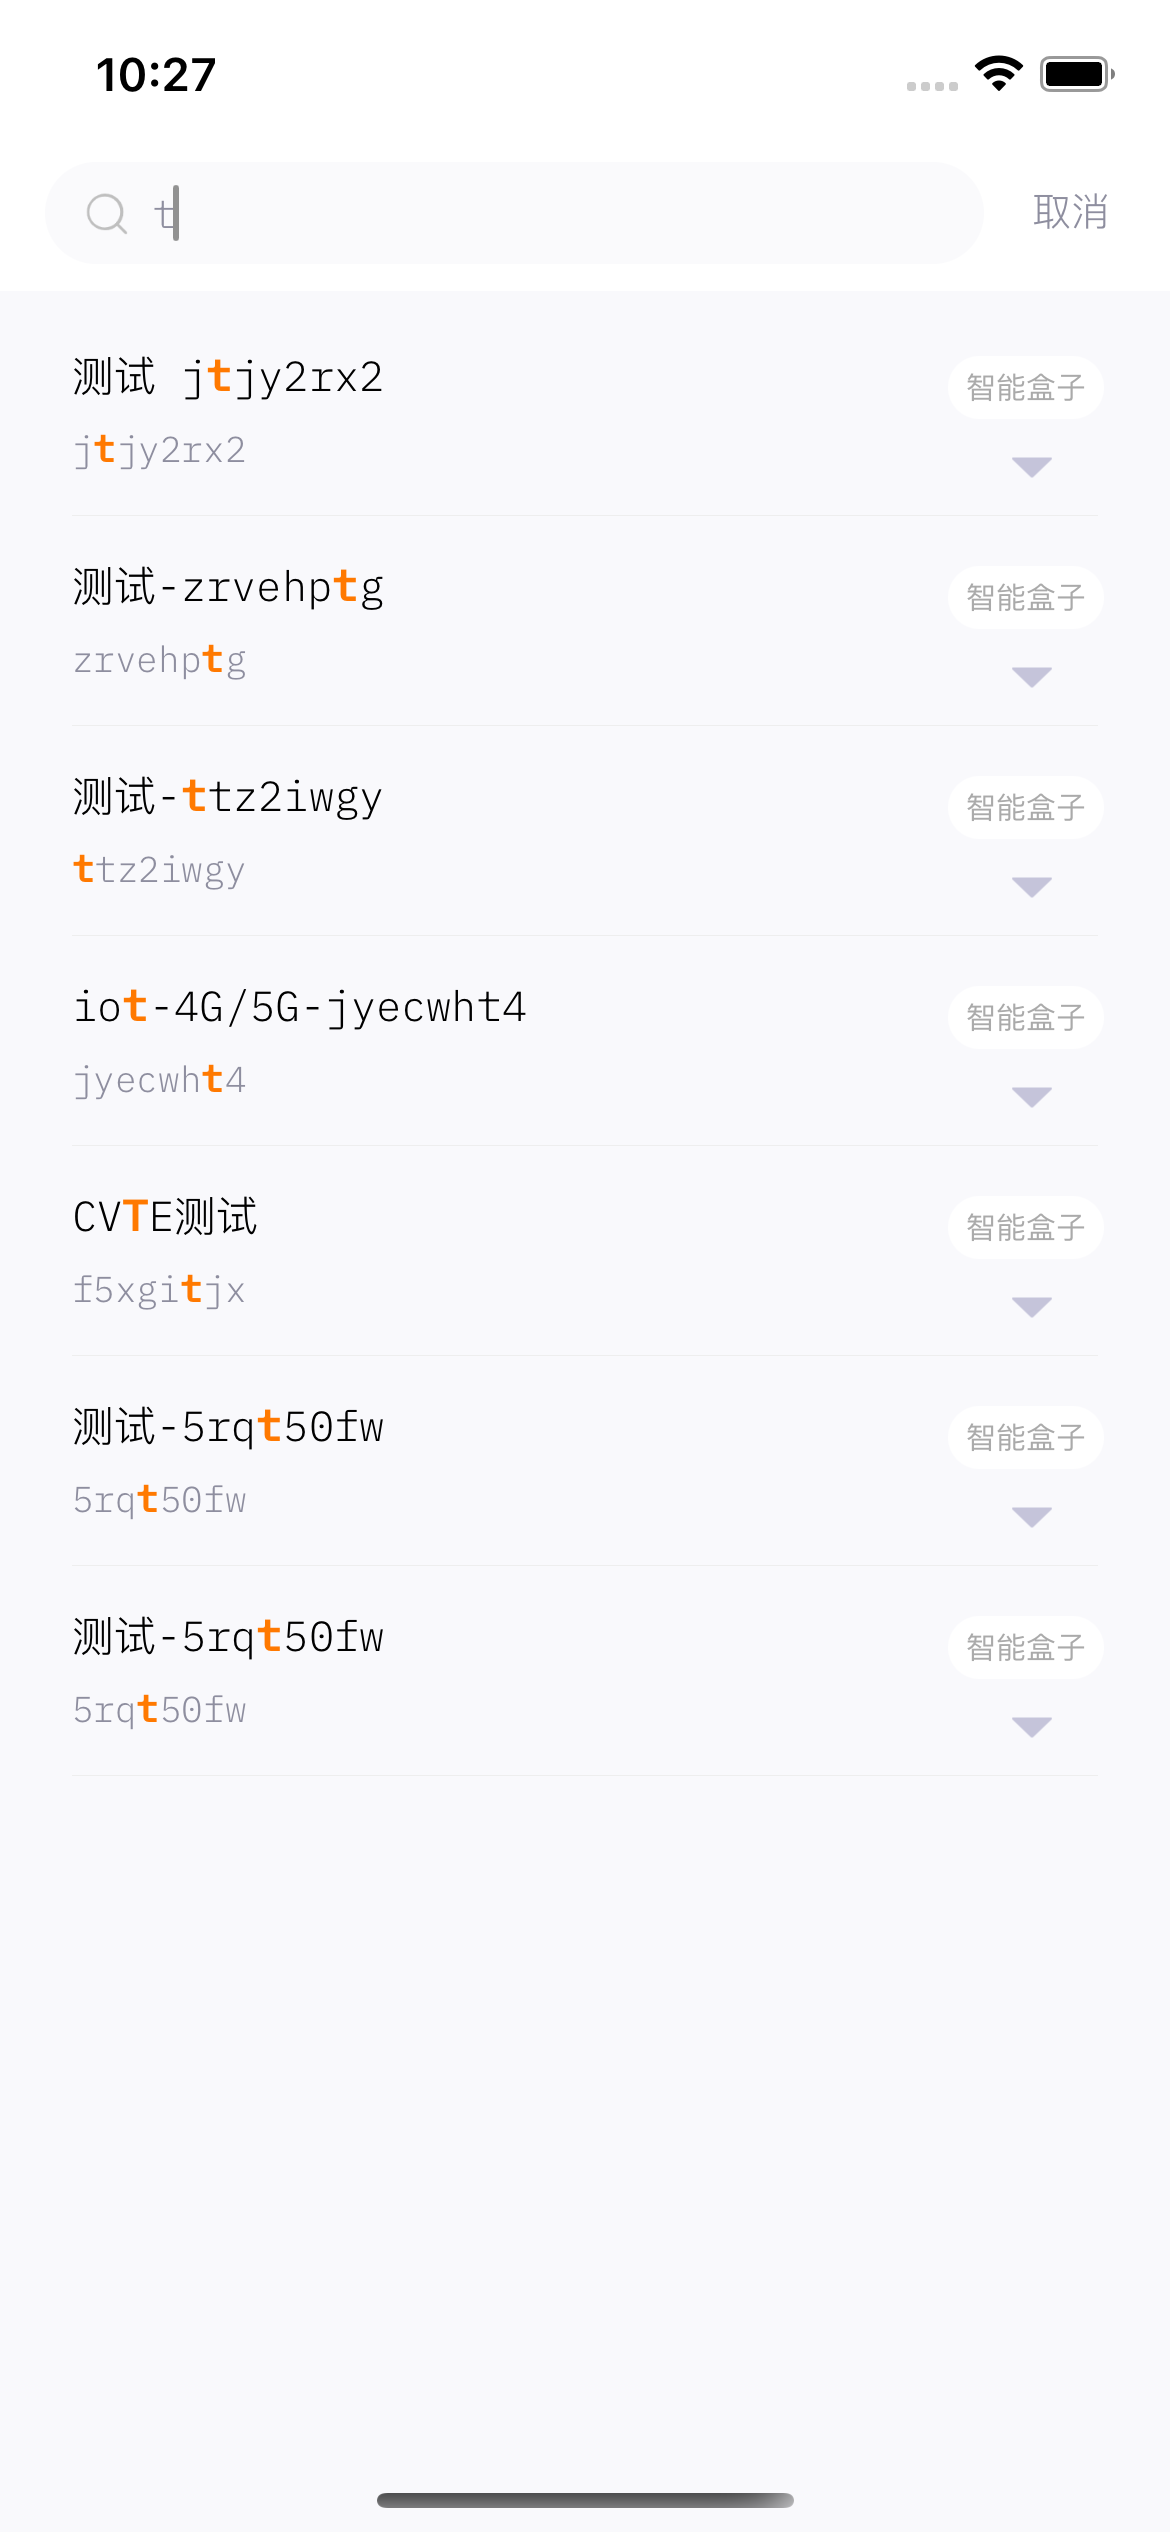 10:27
t
取消
测试 jtjy2rx2
智能盒子
jtjy2rx2
测试-zrvehptg
智能盒子
zrvehptg
测试-ttz2iwgy
智能盒子
ttz2iwgy
iot-4G/5G-jyecwht4
智能盒子
jyecwht4
CVTE测试
智能盒子
f5xgitjx
测试-5rqt50fw
智能盒子
5rqt50fw
测试-5rqt50fw
智能盒子
5rqt50fw